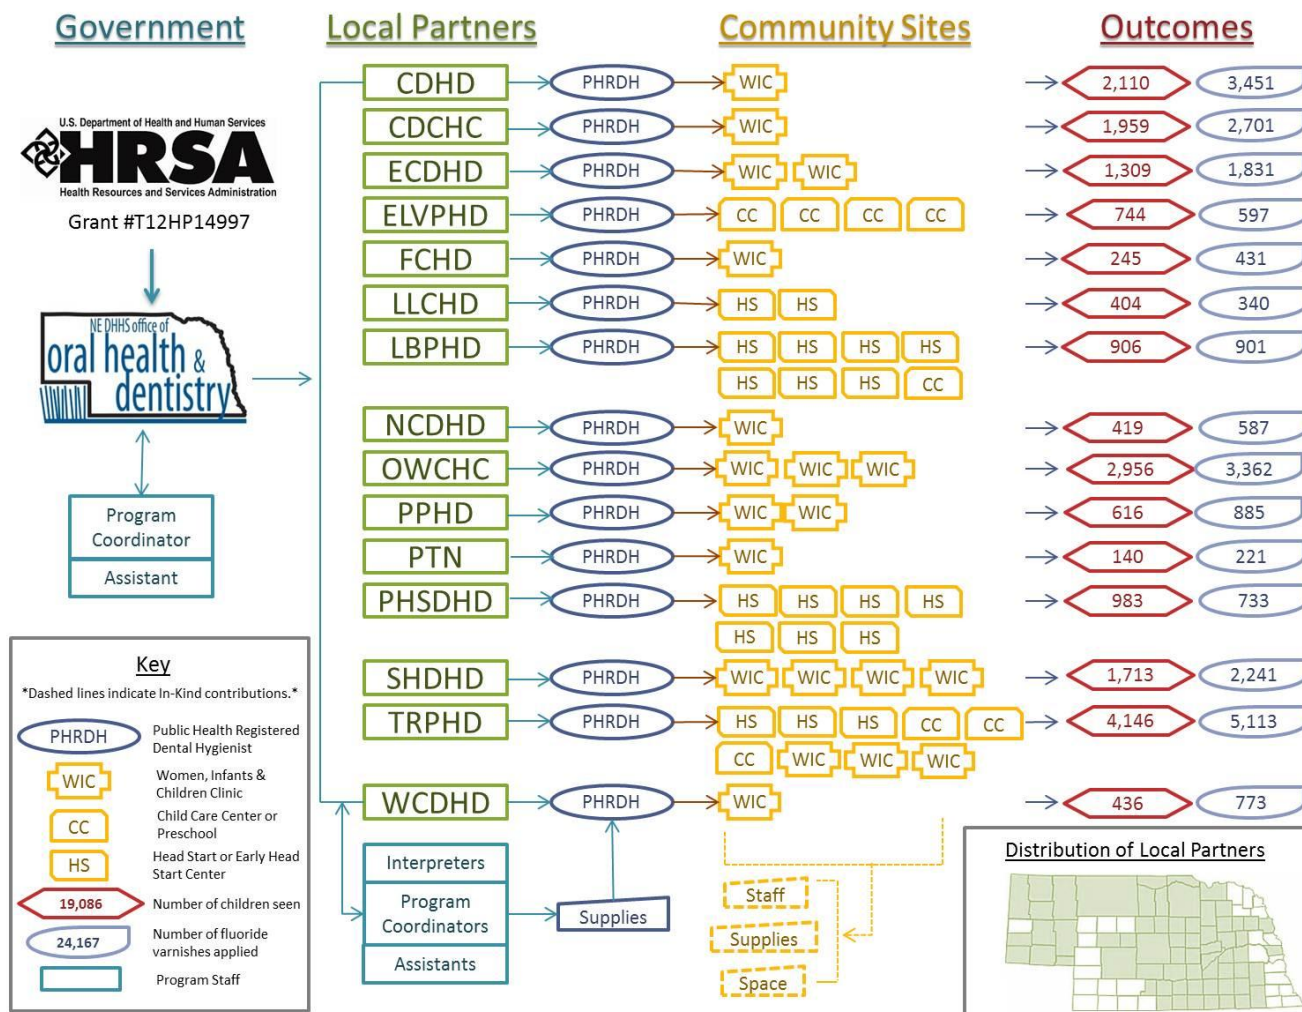 Government
Local Partners
Community Sites
Outcomes
U.S. Department of Health and Human Services
HRSA
Health Resources and Services Administration
Grant #T12HP14997
NE DHHS office of
oral health &
dentistry
Program
Coordinator
Assistant
CDHD PHRDH WIC 2,110 3,451
CDCHC PHRDH WIC 1,959 2,701
ECDHD PHRDH WIC WIC 1,309 1,831
ELVPHD PHRDH CC CC CC CC 744 597
FCHD PHRDH WIC 245 431
LLCHD PHRDH HS HS 404 340
LBPHD PHRDH HS HS HS HS 906 901
HS HS HS CC
NCDHD PHRDH WIC 419 587
OWCHC PHRDH WIC WIC WIC 2,956 3,362
PPHD PHRDH WIC WIC 616 885
PTN PHRDH WIC 140 221
PHSDHD PHRDH HS HS HS HS 983 733
HS HS HS
SHDHD PHRDH WIC WIC WIC WIC 1,713 2,241
TRPHD PHRDH HS HS HS CC CC 4,146 5,113
CC WIC WIC WIC
WCDHD PHRDH WIC 436 773
Interpreters
Program
Coordinators
Assistants
Supplies
Staff
Supplies
Space
Key
*Dashed lines indicate In-Kind contributions.*
PHRDH Public Health Registered
Dental Hygienist
WIC Women, Infants &
Children Clinic
CC Child Care Center or
Preschool
HS Head Start or Early Head
Start Center
19,086 Number of children seen
24,167 Number of fluoride
varnishes applied
Program Staff
Distribution of Local Partners